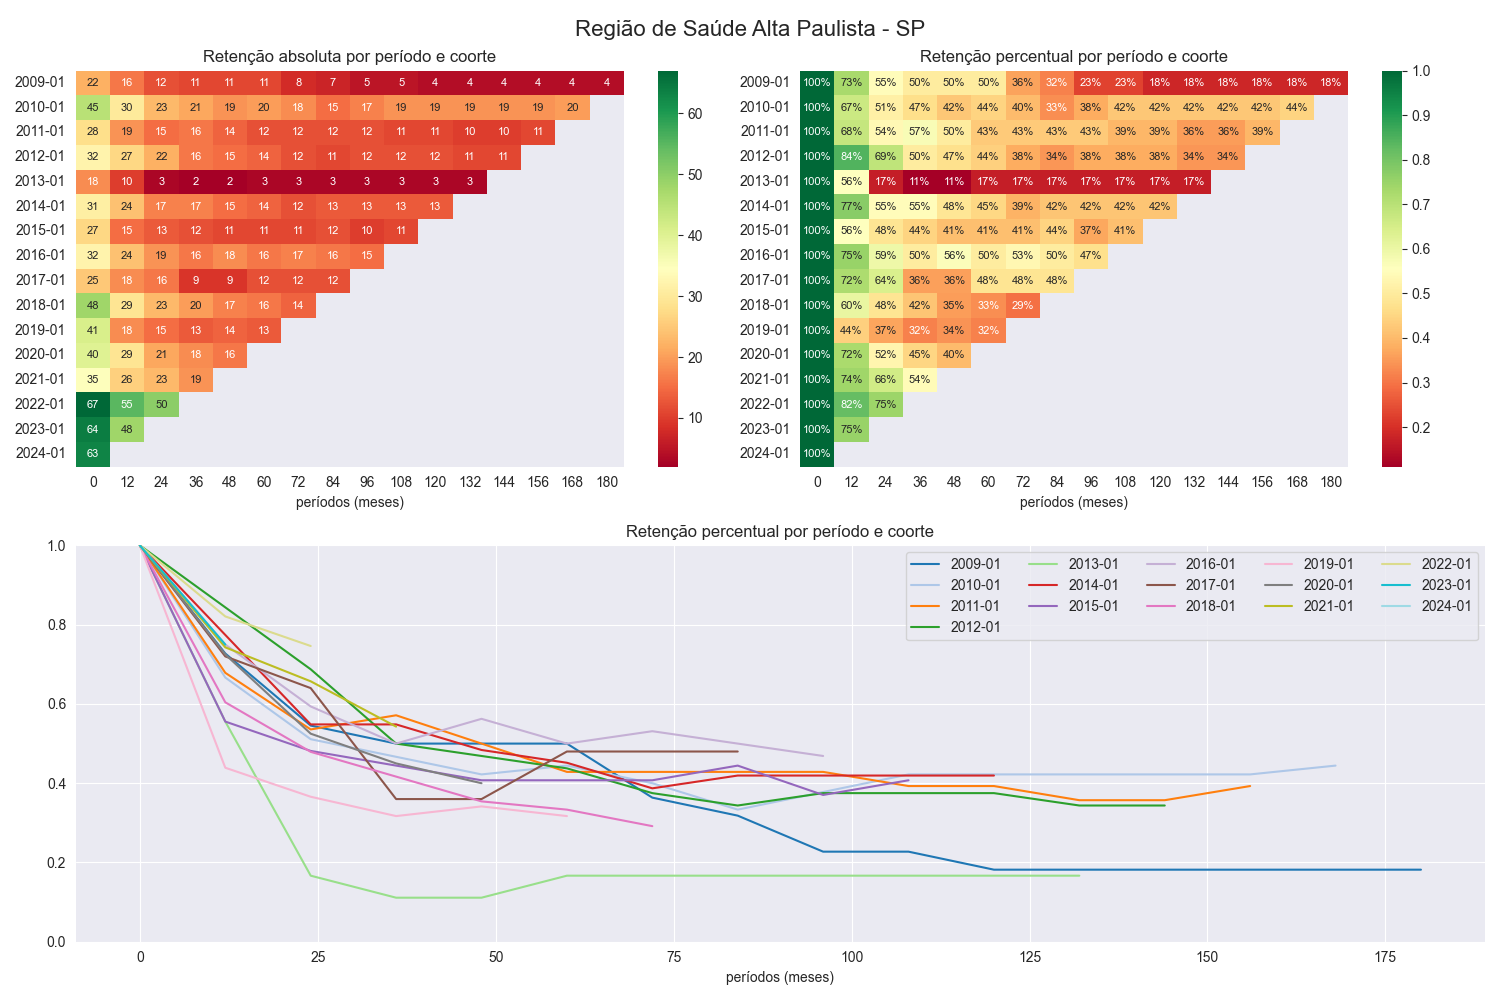 Região de Saúde Alta Paulista - SP
Retenção absoluta por período e coorte
2009-01 22 16 12 11 11 11 8 7 5 5 4 4 4 4 4 4
2010-01 45 30 23 21 19 20 18 15 17 19 19 19 19 19 20
2011-01 28 19 15 16 14 12 12 12 12 11 11 10 10 11
2012-01 32 27 22 16 15 14 12 11 12 12 12 11 11
2013-01 18 10 3 2 2 3 3 3 3 3 3 3
2014-01 31 24 17 17 15 14 12 13 13 13 13
2015-01 27 15 13 12 11 11 11 12 10 11
2016-01 32 24 19 16 18 16 17 16 15
2017-01 25 18 16 9 9 12 12 12
2018-01 48 29 23 20 17 16 14
2019-01 41 18 15 13 14 13
2020-01 40 29 21 18 16
2021-01 35 26 23 19
2022-01 67 55 50
2023-01 64 48
2024-01 63
0 12 24 36 48 60 72 84 96 108 120 132 144 156 168 180
períodos (meses)
60
50
40
30
20
10
Retenção percentual por período e coorte
2009-01 100% 73% 55% 50% 50% 50% 36% 32% 23% 23% 18% 18% 18% 18% 18% 18%
2010-01 100% 67% 51% 47% 42% 44% 40% 33% 38% 42% 42% 42% 42% 42% 44%
2011-01 100% 68% 54% 57% 50% 43% 43% 43% 43% 39% 39% 36% 36% 39%
2012-01 100% 84% 69% 50% 47% 44% 38% 34% 38% 38% 38% 34% 34%
2013-01 100% 56% 17% 11% 11% 17% 17% 17% 17% 17% 17% 17%
2014-01 100% 77% 55% 55% 48% 45% 39% 42% 42% 42% 42%
2015-01 100% 56% 48% 44% 41% 41% 41% 44% 37% 41%
2016-01 100% 75% 59% 50% 56% 50% 53% 50% 47%
2017-01 100% 72% 64% 36% 36% 48% 48% 48%
2018-01 100% 60% 48% 42% 35% 33% 29%
2019-01 100% 44% 37% 32% 34% 32%
2020-01 100% 72% 52% 45% 40%
2021-01 100% 74% 66% 54%
2022-01 100% 82% 75%
2023-01 100% 75%
2024-01 100%
0 12 24 36 48 60 72 84 96 108 120 132 144 156 168 180
períodos (meses)
1.0
0.9
0.8
0.7
0.6
0.5
0.4
0.3
0.2
Retenção percentual por período e coorte
1.0
0.8
0.6
0.4
0.2
0.0
2009-01 2013-01 2016-01 2019-01 2022-01
2010-01 2014-01 2017-01 2020-01 2023-01
2011-01 2015-01 2018-01 2021-01 2024-01
2012-01
0 25 50 75 100 125 150 175
períodos (meses)